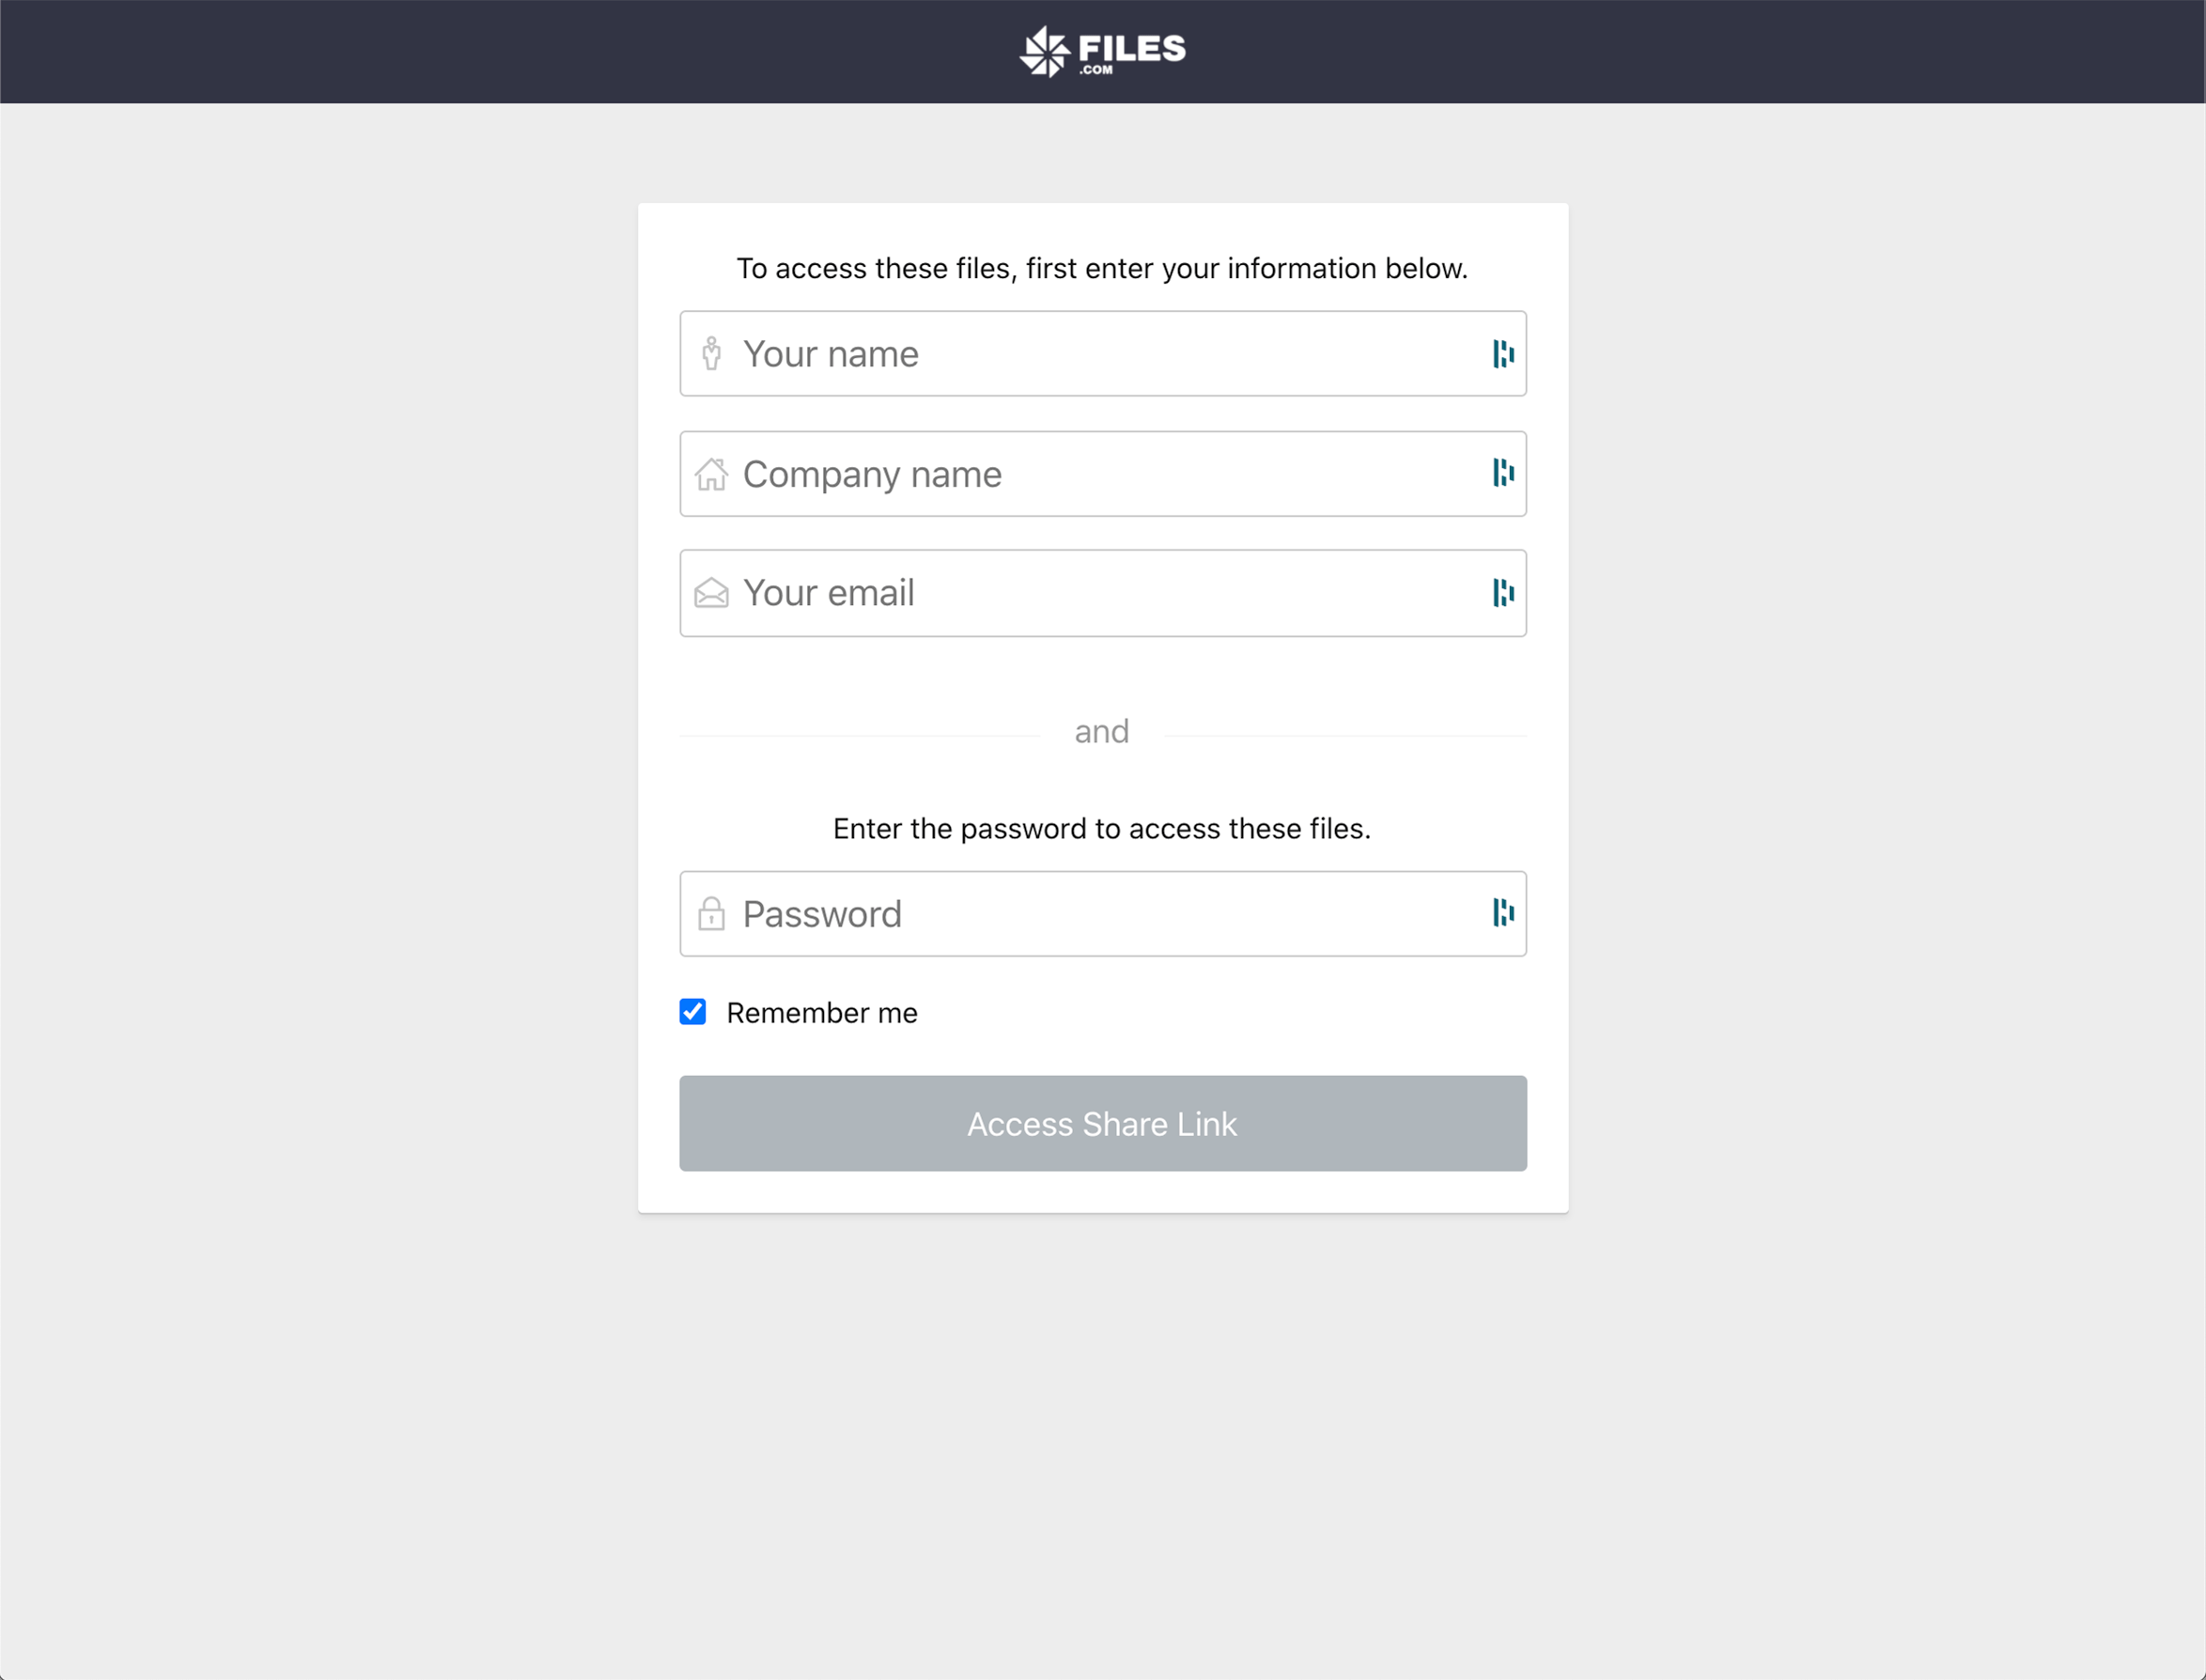 FILES
.COM
To access these files, first enter your information below.
Your name
Company name
Your email
and
Enter the password to access these files.
Password
Remember me
Access Share Link